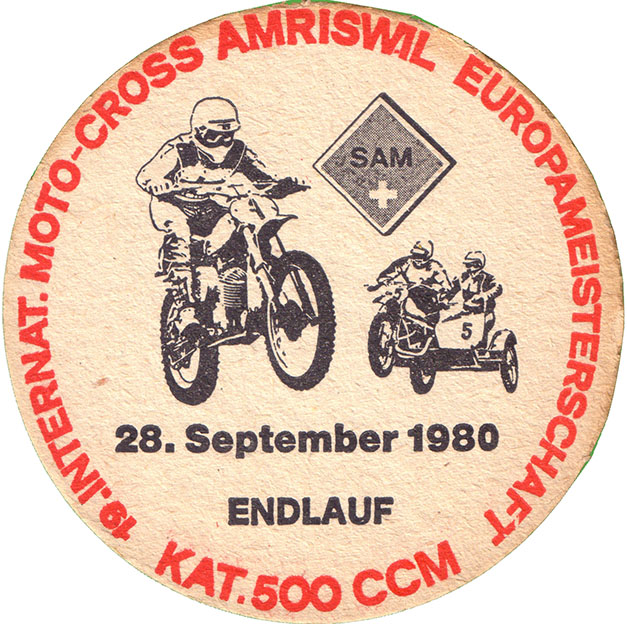 19. INTERNAT. MOTO-CROSS AMRISWIL EUROPAMEISTERSCHAFT
SAM
5
28. September 1980
ENDLAUF
KAT. 500 CCM